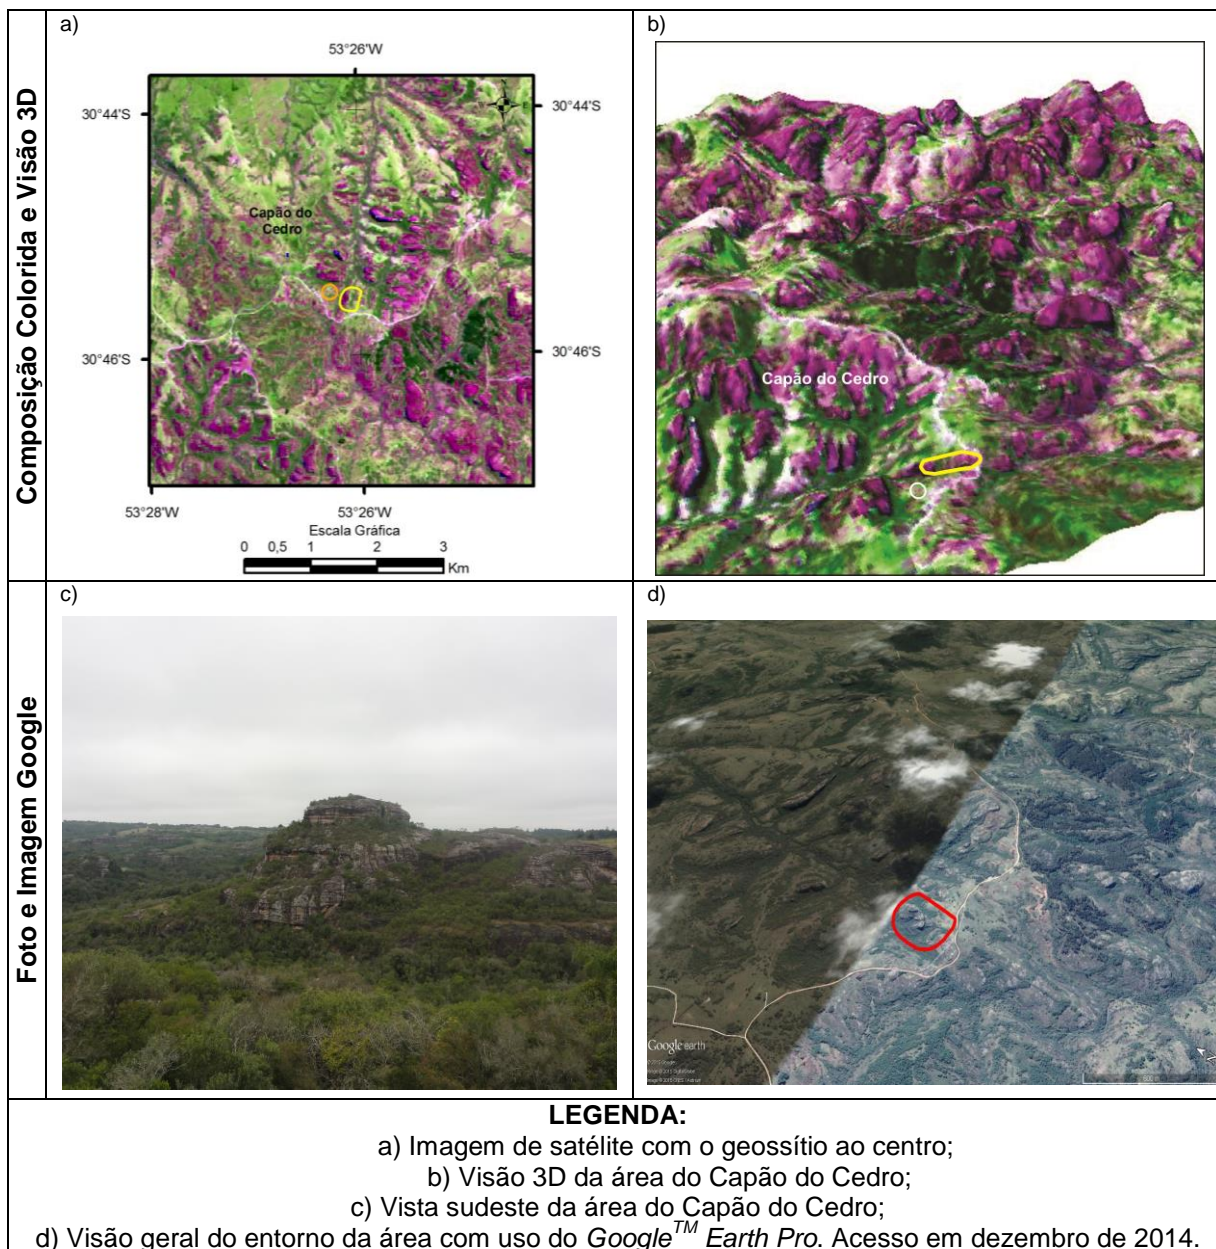 Composição Colorida e Visão 3D
a)
53°26'W
30°44'S
30°44'S
Capão do
Cedro
30°46'S
30°46'S
53°28'W
53°26'W
Escala Gráfica
0 0,5 1 2 3
Km
b)
Capão do Cedro
Foto e Imagem Google
c)
d)
Google earth
LEGENDA:
a) Imagem de satélite com o geossítio ao centro;
b) Visão 3D da área do Capão do Cedro;
c) Vista sudeste da área do Capão do Cedro;
d) Visão geral do entorno da área com uso do Google™ Earth Pro. Acesso em dezembro de 2014.